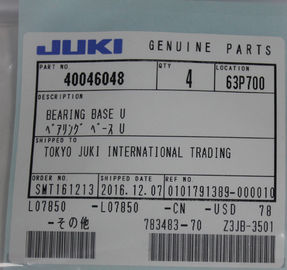 JUKI GENUINE PARTS
PART NO QTY LOCATION
40046048 4 63P700
DESCRIPTION
BEARING BASE U
ベアリング ベース U
SHIPPED TO
TOKYO JUKI INTERNATIONAL TRADING
ORDER NO. SHIPPED DATE REF NO.
SMT161213 2016.12.07 0101791389-000010
L07850 -L07850 -CN -USD 78
-その他 783483-70 Z3JB-3501